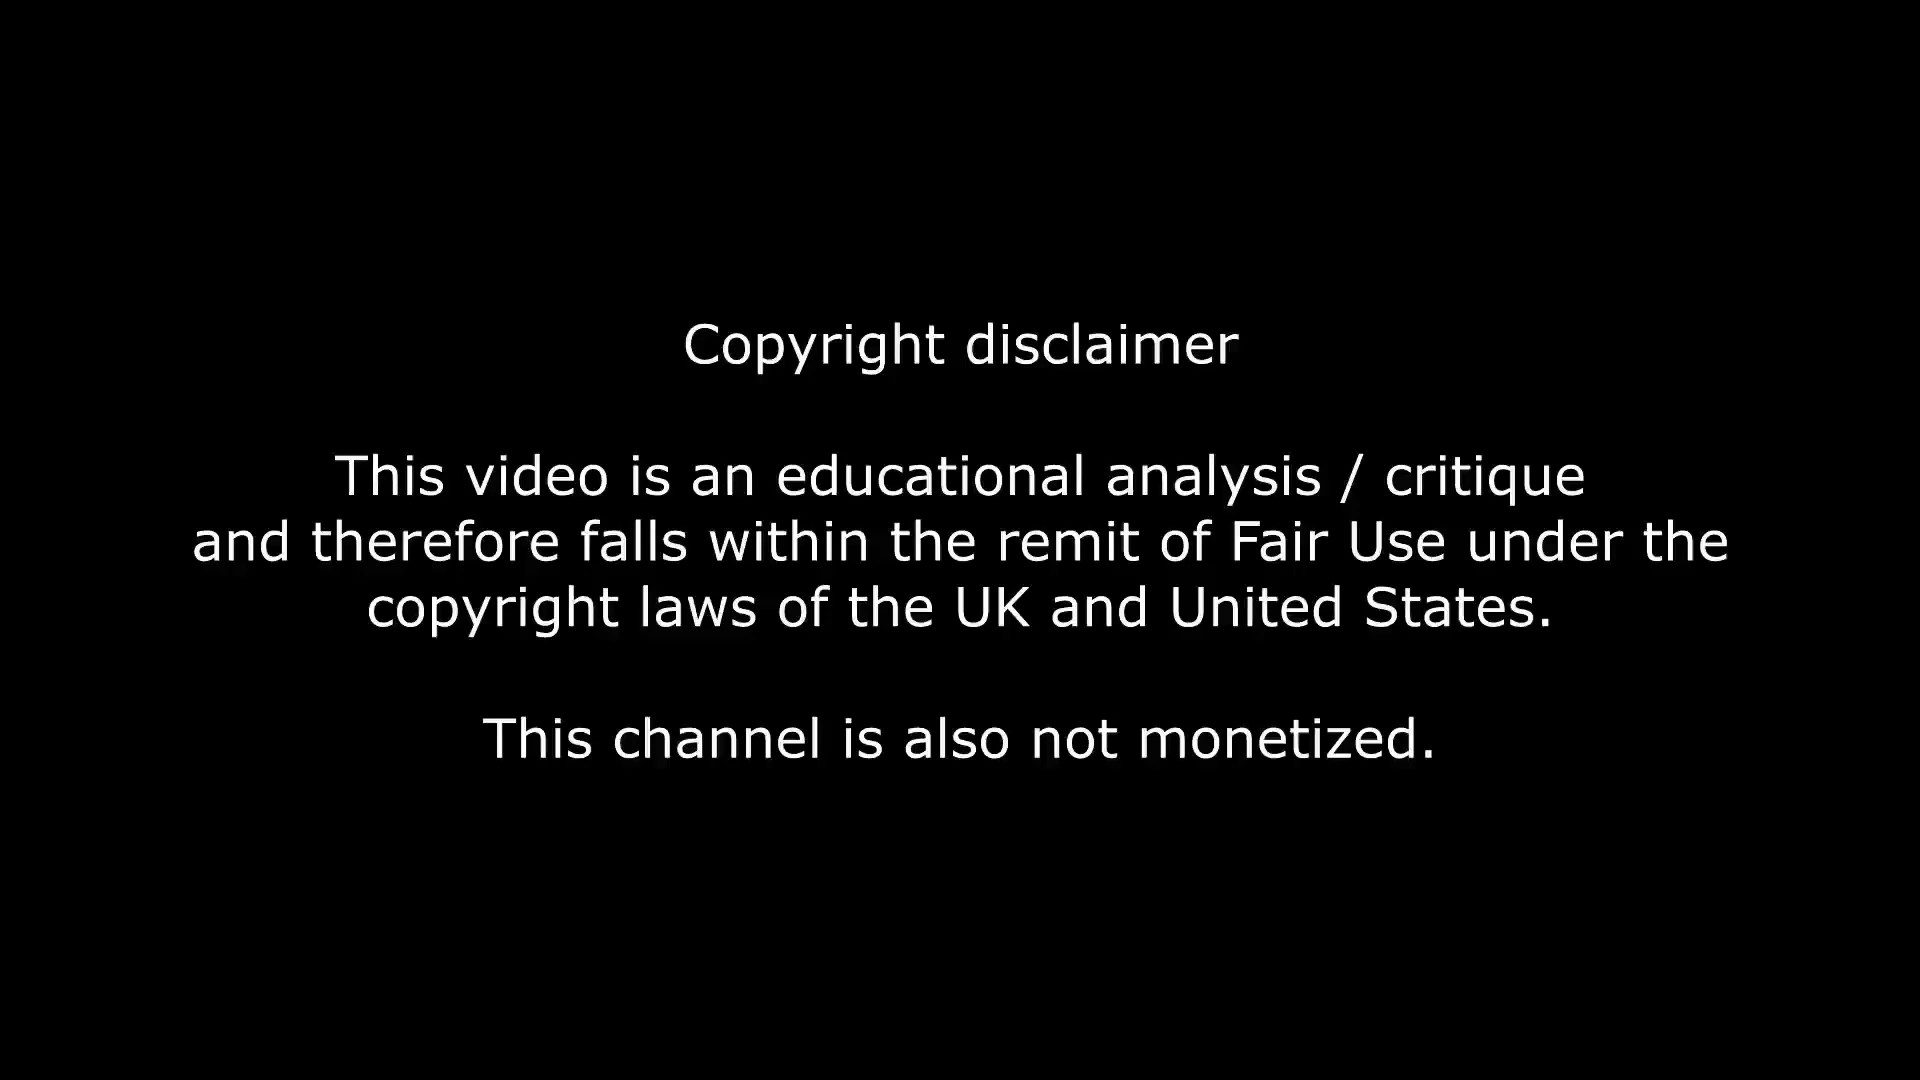 Copyright disclaimer
This video is an educational analysis / critique
and therefore falls within the remit of Fair Use under the
copyright laws of the UK and United States.
This channel is also not monetized.